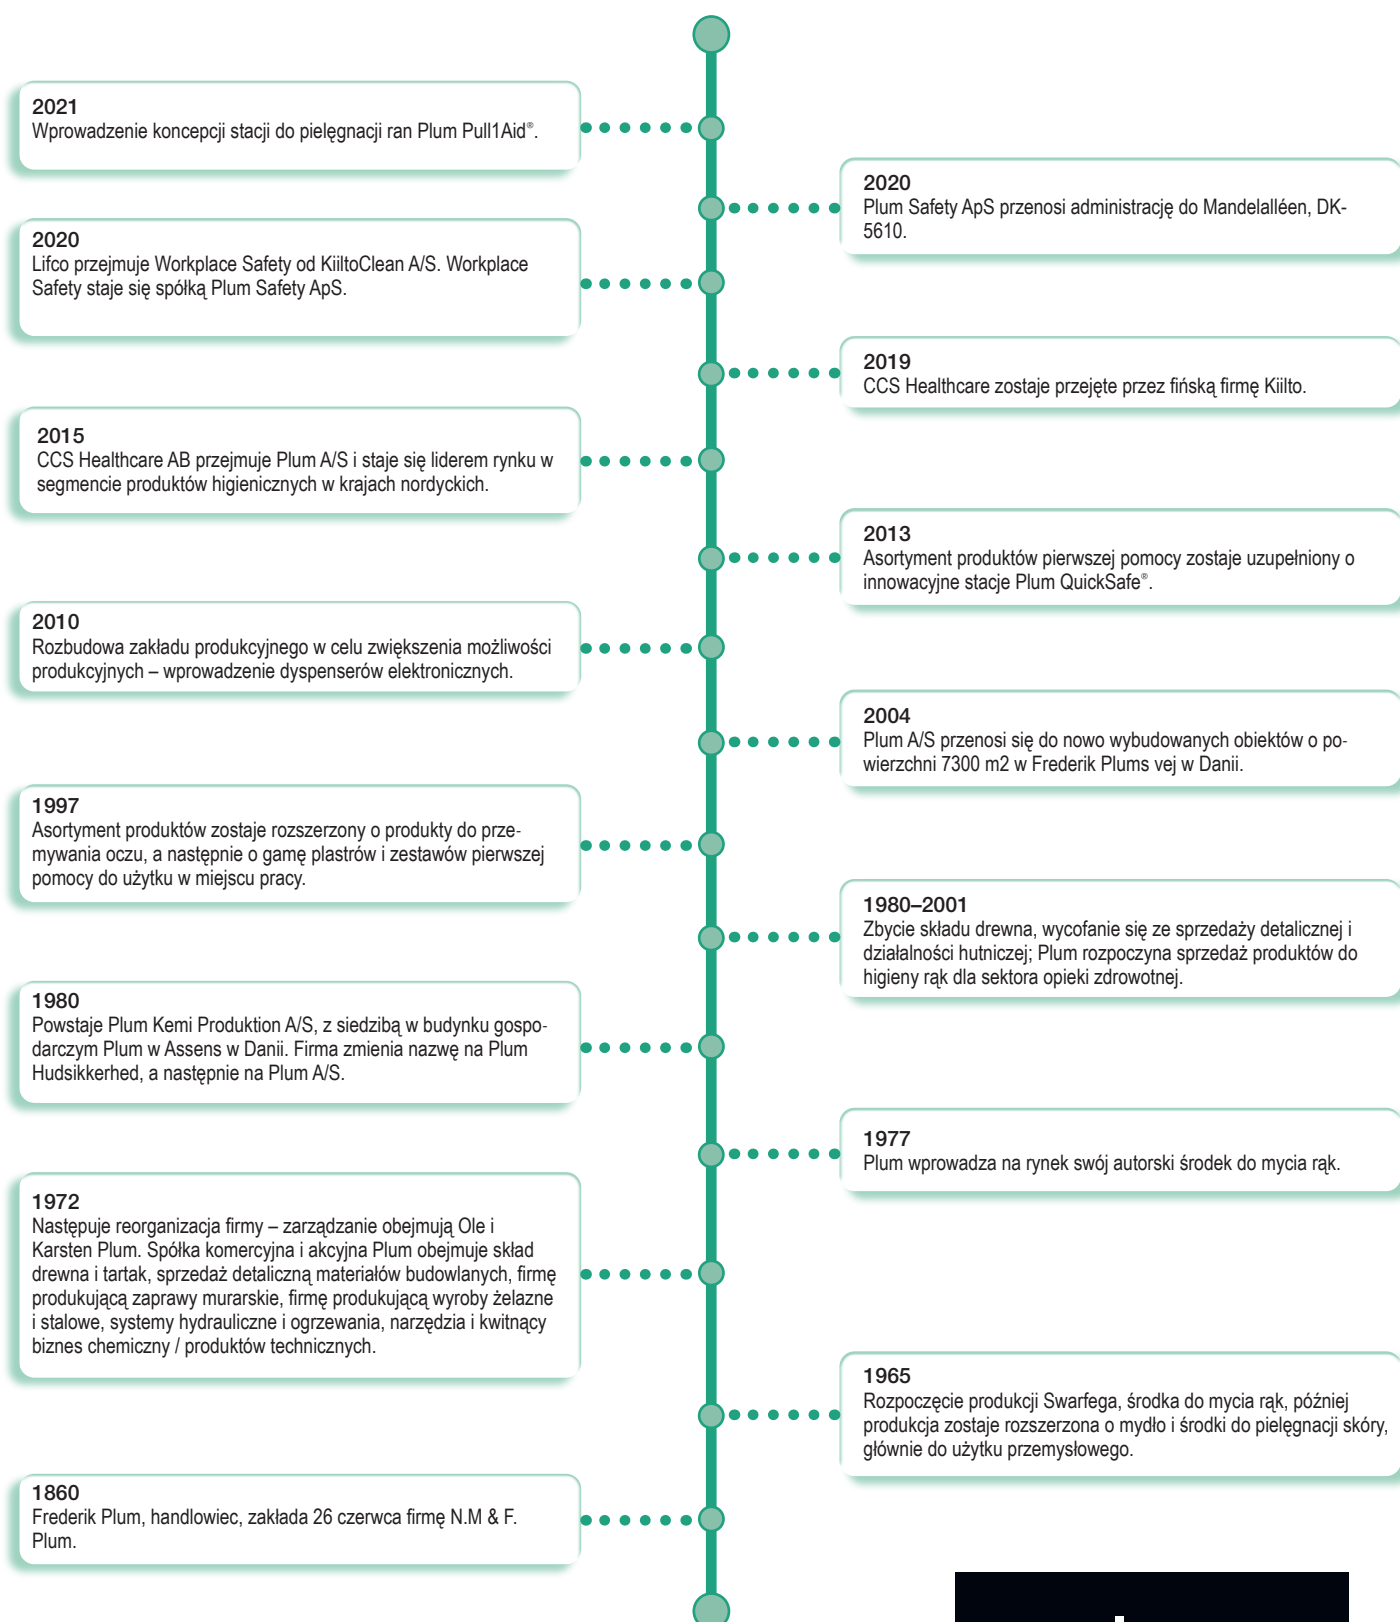 2021
Wprowadzenie koncepcji stacji do pielęgnacji ran Plum Pull1Aid®.
2020
Plum Safety ApS przenosi administrację do Mandelalléen, DK-
5610.
2020
Lifco przejmuje Workplace Safety od KiiltoClean A/S. Workplace
Safety staje się spółką Plum Safety ApS.
2019
CCS Healthcare zostaje przejęte przez fińską firmę Kiilto.
2015
CCS Healthcare AB przejmuje Plum A/S i staje się liderem rynku w
segmencie produktów higienicznych w krajach nordyckich.
2013
Asortyment produktów pierwszej pomocy zostaje uzupełniony o
innowacyjne stacje Plum QuickSafe®.
2010
Rozbudowa zakładu produkcyjnego w celu zwiększenia możliwości
produkcyjnych – wprowadzenie dyspenserów elektronicznych.
2004
Plum A/S przenosi się do nowo wybudowanych obiektów o po-
wierzchni 7300 m2 w Frederik Plums vej w Danii.
1997
Asortyment produktów zostaje rozszerzony o produkty do prze-
mywania oczu, a następnie o gamę plastrów i zestawów pierwszej
pomocy do użytku w miejscu pracy.
1980–2001
Zbycie składu drewna, wycofanie się ze sprzedaży detalicznej i
działalności hutniczej; Plum rozpoczyna sprzedaż produktów do
higieny rąk dla sektora opieki zdrowotnej.
1980
Powstaje Plum Kemi Produktion A/S, z siedzibą w budynku gospo-
darczym Plum w Assens w Danii. Firma zmienia nazwę na Plum
Hudsikkerhed, a następnie na Plum A/S.
1977
Plum wprowadza na rynek swój autorski środek do mycia rąk.
1972
Następuje reorganizacja firmy – zarządzanie obejmują Ole i
Karsten Plum. Spółka komercyjna i akcyjna Plum obejmuje skład
drewna i tartak, sprzedaż detaliczną materiałów budowlanych, firmę
produkującą zaprawy murarskie, firmę produkującą wyroby żelazne
i stalowe, systemy hydrauliczne i ogrzewania, narzędzia i kwitnący
biznes chemiczny / produktów technicznych.
1965
Rozpoczęcie produkcji Swarfega, środka do mycia rąk, później
produkcja zostaje rozszerzona o mydło i środki do pielęgnacji skóry,
głównie do użytku przemysłowego.
1860
Frederik Plum, handlowiec, zakłada 26 czerwca firmę N.M & F.
Plum.